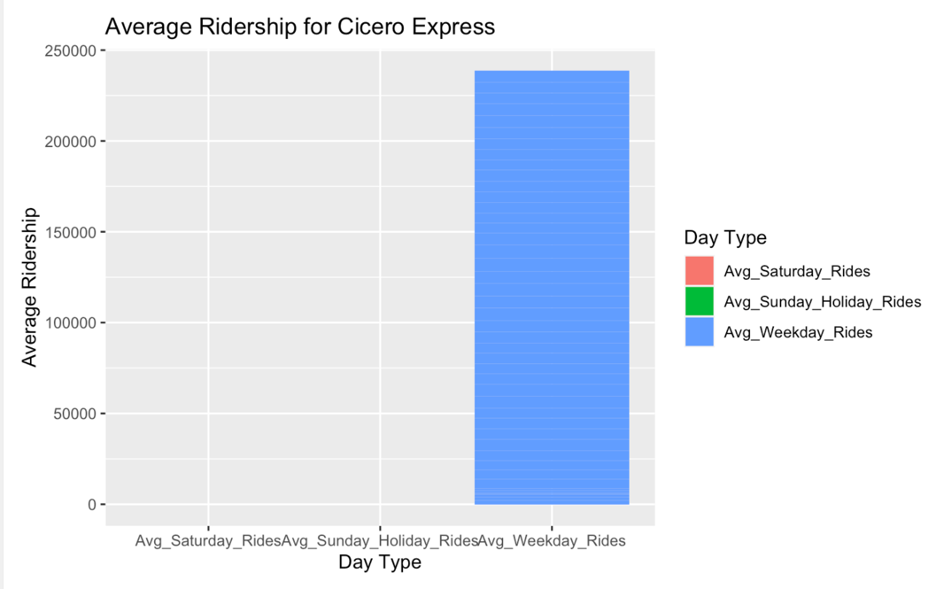 Average Ridership for Cicero Express
250000
200000
150000
100000
50000
0
Average Ridership
Avg_Saturday_Rides
Avg_Sunday_Holiday_Rides
Avg_Weekday_Rides
Day Type
Day Type
Avg_Saturday_Rides
Avg_Sunday_Holiday_Rides
Avg_Weekday_Rides